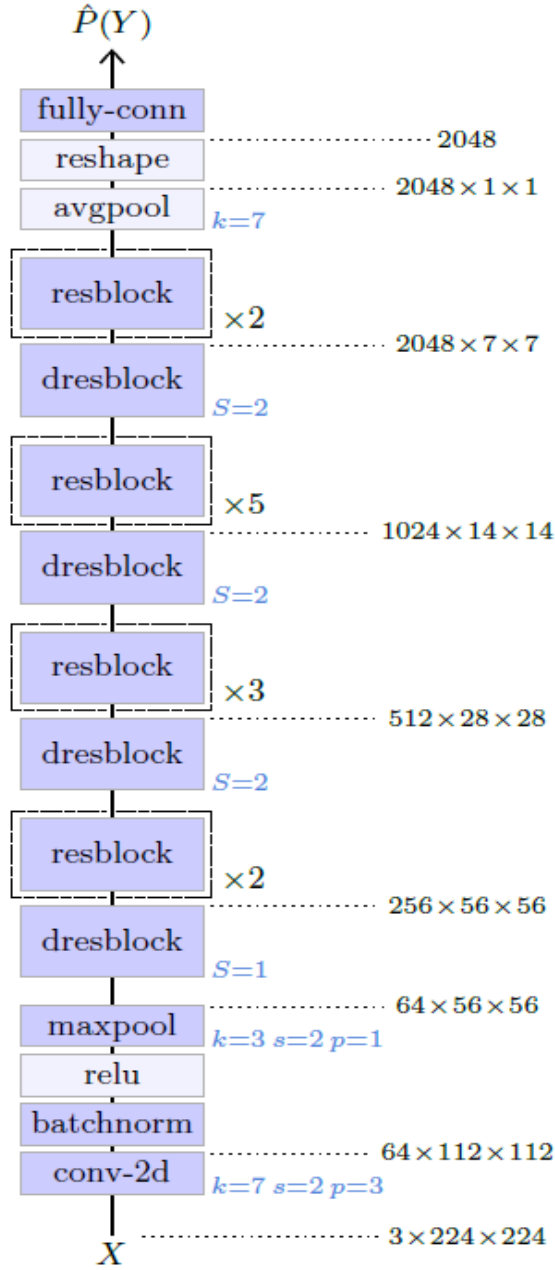 P̂(Y)
fully-conn
2048
reshape
2048 × 1 × 1
avgpool
k=7
resblock
×2
2048 × 7 × 7
dresblock
S=2
resblock
×5
1024 × 14 × 14
dresblock
S=2
resblock
×3
512 × 28 × 28
dresblock
S=2
resblock
×2
256 × 56 × 56
dresblock
S=1
64 × 56 × 56
maxpool
k=3 s=2 p=1
relu
batchnorm
64 × 112 × 112
conv-2d
k=7 s=2 p=3
3 × 224 × 224
X